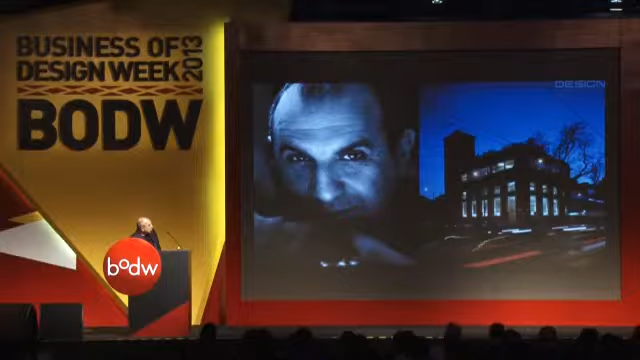 BUSINESS OF
DESIGN WEEK 2013
BODW
DESIGN
bodw